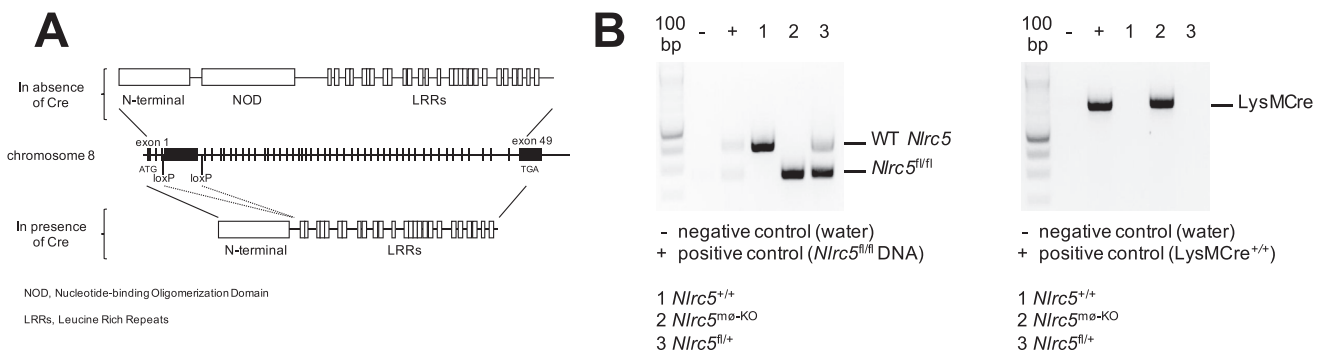 A
In absence
of Cre
N-terminal
NOD
LRRs
exon 1
exon 49
chromosome 8
ATG
loxP
loxP
TGA
In presence
of Cre
N-terminal
LRRs
NOD, Nucleotide-binding Oligomerization Domain
LRRs, Leucine Rich Repeats
B
100
bp
- + 1 2 3
WT Nlrc5
Nlrc5fl/fl
- negative control (water)
+ positive control (Nlrc5fl/fl DNA)
1 Nlrc5+/+
2 Nlrc5mø-KO
3 Nlrc5fl/+
100
bp
- + 1 2 3
LysMCre
- negative control (water)
+ positive control (LysMCre+/+)
1 Nlrc5+/+
2 Nlrc5mø-KO
3 Nlrc5fl/+